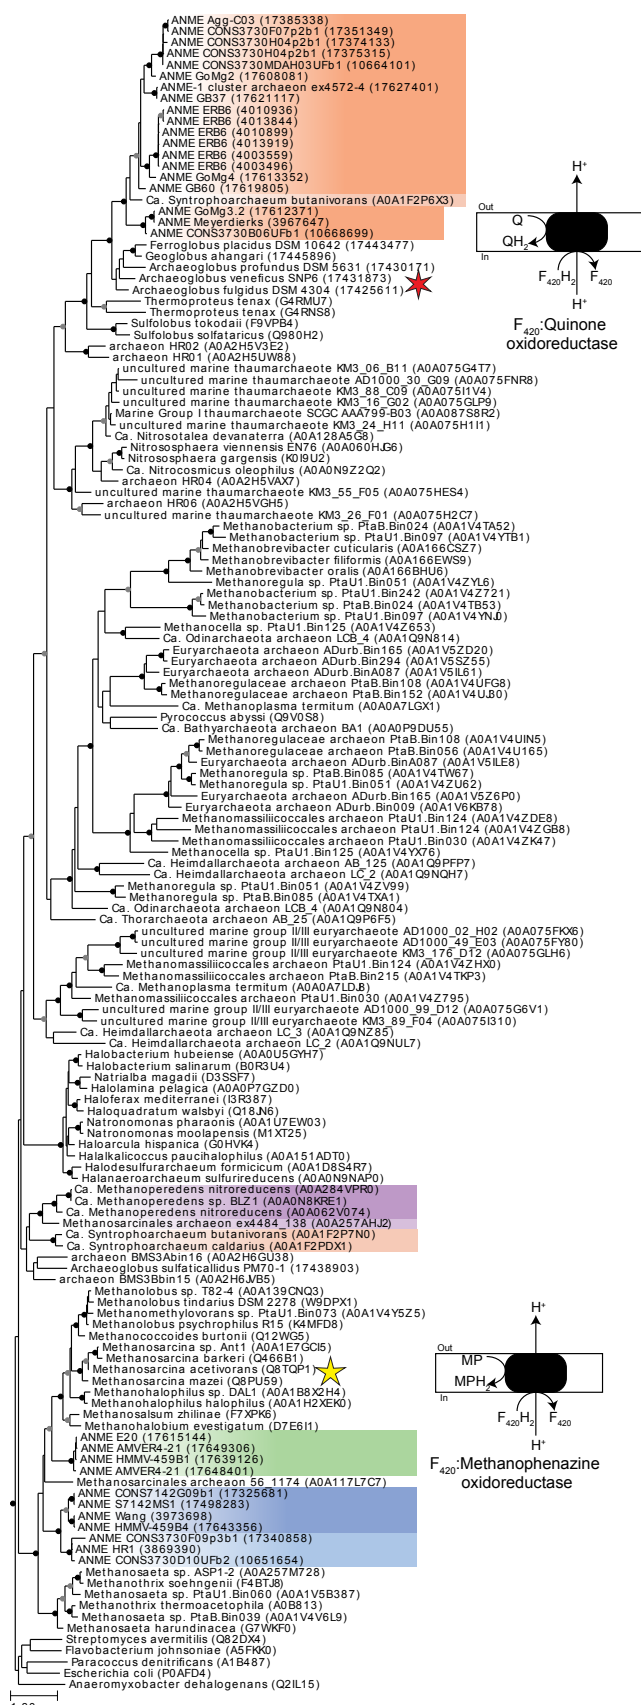 ANME Agg-C03 (17385338)
ANME CONS3730F07p2b1 (17351349)
ANME CONS3730H04p2b1 (17374133)
ANME CONS3730H04p2b1 (17375315)
ANME CONS3730MDAH03UFb1 (10664101)
ANME GoMg2 (17608081)
ANME-1 cluster archaeon ex4572-4 (17627401)
ANME GB37 (17621117)
ANME ERB6 (4010936)
ANME ERB6 (4013844)
ANME ERB6 (4010899)
ANME ERB6 (4013919)
ANME ERB6 (4003559)
ANME ERB6 (4003496)
ANME GoMg4 (17613352)
ANME GB60 (17619805)
Ca. Syntrophoarchaeum butanivorans (A0A1F2P6X3)
ANME GoMg3.2 (17612371)
ANME Meyerdierks (3967647)
ANME CONS3730B06UFb1 (10668699)
Ferroglobus placidus DSM 10642 (17443477)
Geoglobus ahangari (17445896)
Archaeoglobus profundus DSM 5631 (17430171)
Archaeoglobus veneficus SNP6 (17431873)
Archaeoglobus fulgidus DSM 4304 (17425611)
Thermoproteus tenax (G4RMU7)
Thermoproteus tenax (G4RNS8)
Sulfolobus tokodaii (F9VPB4)
Sulfolobus solfataricus (Q980H2)
archaeon HR02 (A0A2H5V3E2)
archaeon HR01 (A0A2H5UW88)
H+
Out
Q
QH2
In
F420H2
F420
H+
F420:Quinone
oxidoreductase
uncultured marine thaumarchaeote KM3_06_B11 (A0A075G4T7)
uncultured marine thaumarchaeote AD1000_30_G09 (A0A075FNR8)
uncultured marine thaumarchaeote KM3_88_C09 (A0A075I1V4)
uncultured marine thaumarchaeote KM3_16_G02 (A0A075GLP9)
Marine Group I thaumarchaeote SCGC AAA799-B03 (A0A087S8R2)
uncultured marine thaumarchaeote KM3_24_H11 (A0A075H1I1)
Ca. Nitrosotalea devanaterra (A0A128A5G8)
Nitrososphaera viennensis EN76 (A0A060HJG6)
Nitrososphaera gargensis (K0I9U2)
Ca. Nitrocosmicus oleophilus (A0A0N9Z2Q2)
archaeon HR04 (A0A2H5VAX7)
uncultured marine thaumarchaeote KM3_55_F05 (A0A075HES4)
archaeon HR06 (A0A2H5VGH5)
uncultured marine thaumarchaeote KM3_26_F01 (A0A075H2C7)
Methanobacterium sp. PtaB.Bin024 (A0A1V4TA52)
Methanobacterium sp. PtaU1.Bin097 (A0A1V4YTB1)
Methanobrevibacter cuticularis (A0A166CSZ7)
Methanobrevibacter filiformis (A0A166EWS9)
Methanobrevibacter oralis (A0A166BHU6)
Methanoregula sp. PtaU1.Bin051 (A0A1V4ZYL6)
Methanobacterium sp. PtaU1.Bin242 (A0A1V4Z721)
Methanobacterium sp. PtaB.Bin024 (A0A1V4TB53)
Methanobacterium sp. PtaU1.Bin097 (A0A1V4YNJ0)
Methanocella sp. PtaU1.Bin125 (A0A1V4Z653)
Ca. Odinarchaeota archaeon LCB_4 (A0A1Q9N814)
Euryarchaeota archaeon ADurb.Bin165 (A0A1V5ZD20)
Euryarchaeota archaeon ADurb.Bin294 (A0A1V5SZ55)
Euryarchaeota archaeon ADurb.BinA087 (A0A1V5IL61)
Methanoregulaceae archaeon PtaB.Bin108 (A0A1V4UFG8)
Methanoregulaceae archaeon PtaB.Bin152 (A0A1V4UJ30)
Ca. Methanoplasma termitum (A0A0A7LGX1)
Pyrococcus abyssi (Q9V0S8)
Ca. Bathyarchaeota archaeon BA1 (A0A0P9DU55)
Methanoregulaceae archaeon PtaB.Bin108 (A0A1V4UIN5)
Methanoregulaceae archaeon PtaB.Bin056 (A0A1V4U165)
Euryarchaeota archaeon ADurb.BinA087 (A0A1V5ILE8)
Methanoregula sp. PtaB.Bin085 (A0A1V4TW67)
Methanoregula sp. PtaU1.Bin051 (A0A1V4ZU62)
Euryarchaeota archaeon ADurb.Bin165 (A0A1V5Z6P0)
Euryarchaeota archaeon ADurb.Bin009 (A0A1V6KB78)
Methanomassiliicoccales archaeon PtaU1.Bin124 (A0A1V4ZDE8)
Methanomassiliicoccales archaeon PtaU1.Bin124 (A0A1V4ZGB8)
Methanomassiliicoccales archaeon PtaU1.Bin030 (A0A1V4ZK47)
Methanocella sp. PtaU1.Bin125 (A0A1V4YX76)
Ca. Heimdallarchaeota archaeon AB_125 (A0A1Q9PFP7)
Ca. Heimdallarchaeota archaeon LC_2 (A0A1Q9NQH7)
Methanoregula sp. PtaU1.Bin051 (A0A1V4ZV99)
Methanoregula sp. PtaB.Bin085 (A0A1V4TXA1)
Ca. Odinarchaeota archaeon LCB_4 (A0A1Q9N804)
Ca. Thorarchaeota archaeon AB_25 (A0A1Q9P6F5)
uncultured marine group II/III euryarchaeote AD1000_02_H02 (A0A075FKX6)
uncultured marine group II/III euryarchaeote AD1000_49_E03 (A0A075FY80)
uncultured marine group II/III euryarchaeote KM3_176_D12 (A0A075GLH6)
Methanomassiliicoccales archaeon PtaU1.Bin124 (A0A1V4ZHX0)
Methanomassiliicoccales archaeon PtaB.Bin215 (A0A1V4TKP3)
Ca. Methanoplasma termitum (A0A0A7LDJ8)
Methanomassiliicoccales archaeon PtaU1.Bin030 (A0A1V4Z795)
uncultured marine group II/III euryarchaeote AD1000_99_D12 (A0A075G6V1)
uncultured marine group II/III euryarchaeote KM3_89_F04 (A0A075I310)
Ca. Heimdallarchaeota archaeon LC_3 (A0A1Q9NZ85)
Ca. Heimdallarchaeota archaeon LC_2 (A0A1Q9NUL7)
Halobacterium hubeiense (A0A0U5GYH7)
Halobacterium salinarum (B0R3U4)
Natrialba magadii (D3SSF7)
Halolamina pelagica (A0A0P7GZD0)
Haloferax mediterranei (I3R387)
Haloquadratum walsbyi (Q18JN6)
Natronomonas pharaonis (A0A1U7EW03)
Natronomonas moolapensis (M1XT25)
Haloarcula hispanica (G0HVK4)
Halalkalicoccus paucihalophilus (A0A151ADT0)
Halodesulfurarchaeum formicicum (A0A1D8S4R7)
Halanaeroarchaeum sulfurireducens (A0A0N9NAP0)
Ca. Methanoperedens nitroreducens (A0A284VPR0)
Ca. Methanoperedens sp. BLZ1 (A0A0N8KRE1)
Ca. Methanoperedens nitroreducens (A0A062V074)
Methanosarcinales archaeon ex4484_138 (A0A257AHJ2)
Ca. Syntrophoarchaeum butanivorans (A0A1F2P7N0)
Ca. Syntrophoarchaeum caldarius (A0A1F2PDX1)
archaeon BMS3Abin16 (A0A2H6GU38)
Archaeoglobus sulfaticallidus PM70-1 (17438903)
archaeon BMS3Bbin15 (A0A2H6JVB5)
Methanolobus sp. T82-4 (A0A139CNQ3)
Methanolobus tindarius DSM 2278 (W9DPX1)
Methanomethylovorans sp. PtaU1.Bin073 (A0A1V4Y5Z5)
Methanolobus psychrophilus R15 (K4MFD8)
Methanococcoides burtonii (Q12WG5)
Methanosarcina sp. Ant1 (A0A1E7GCI5)
Methanosarcina barkeri (Q466B1)
Methanosarcina acetivorans (Q8TQP1)
Methanosarcina mazei (Q8PU59)
Methanohalophilus sp. DAL1 (A0A1B8X2H4)
Methanohalophilus halophilus (A0A1H2XEK0)
Methanosalsum zhilinae (F7XPK6)
Methanohalobium evestigatum (D7E6I1)
ANME E20 (17615144)
ANME AMVER4-21 (17649306)
ANME HMMV-459B1 (17639126)
ANME AMVER4-21 (17648401)
Methanosarcinales archaeon 56_1174 (A0A117L7C7)
ANME CONS7142G09b1 (17325681)
ANME S7142MS1 (17498283)
ANME Wang (3973698)
ANME HMMV-459B4 (17643356)
ANME CONS3730F09p3b1 (17340858)
ANME HR1 (3869390)
ANME CONS3730D10UFb2 (10651654)
H+
Out
MP
MPH2
In
F420H2
F420
H+
F420:Methanophenazine
oxidoreductase
Methanosaeta sp. ASP1-2 (A0A257M728)
Methanothrix soehngenii (F4BTJ8)
Methanosaeta sp. PtaU1.Bin060 (A0A1V5B387)
Methanothrix thermoacetophila (A0B813)
Methanosaeta sp. PtaB.Bin039 (A0A1V4V6L9)
Methanosaeta harundinacea (G7WKF0)
Streptomyces avermitilis (Q82DX4)
Flavobacterium johnsoniae (A5FKK0)
Paracoccus denitrificans (A1B487)
Escherichia coli (P0AFD4)
Anaeromyxobacter dehalogenans (Q2IL15)